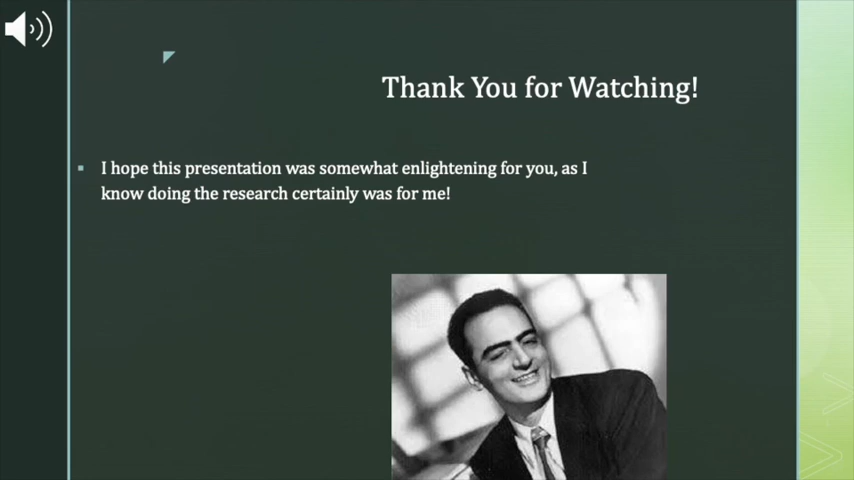 Thank You for Watching!
I hope this presentation was somewhat enlightening for you, as I
know doing the research certainly was for me!